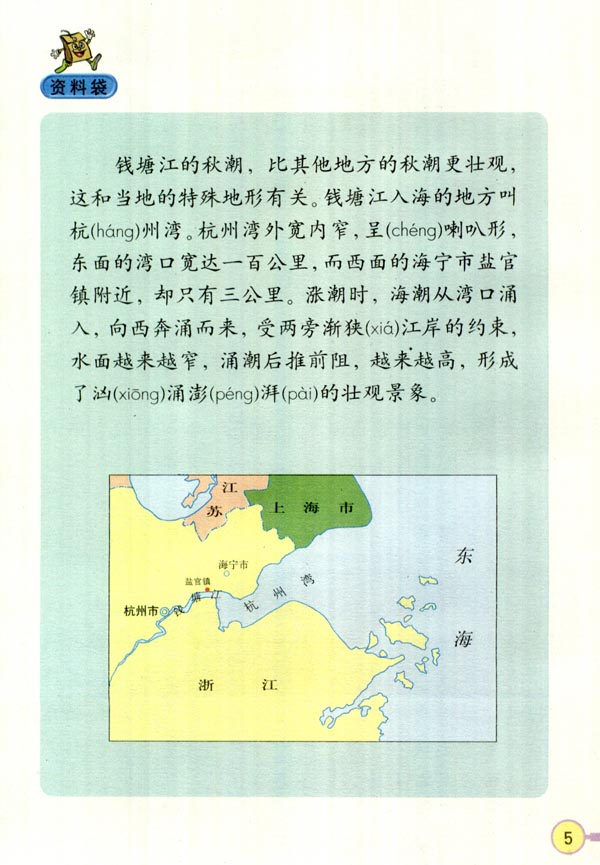 资料袋
钱塘江的秋潮，比其他地方的秋潮更壮观，
这和当地的特殊地形有关。钱塘江入海的地方叫
杭(háng)州湾。杭州湾外宽内窄，呈(chéng)喇叭形，
东面的湾口宽达一百公里，而西面的海宁市盐官
镇附近，却只有三公里。涨潮时，海潮从湾口涌
入，向西奔涌而来，受两旁渐狭(xiá)江岸的约束，
水面越来越窄，涌潮后推前阻，越来越高，形成
了汹(xiōng)涌澎(péng)湃(pài)的壮观景象。
江
苏
上海市
东
海
海宁市
盐官镇
杭州湾
杭州市
钱塘江
浙江
5